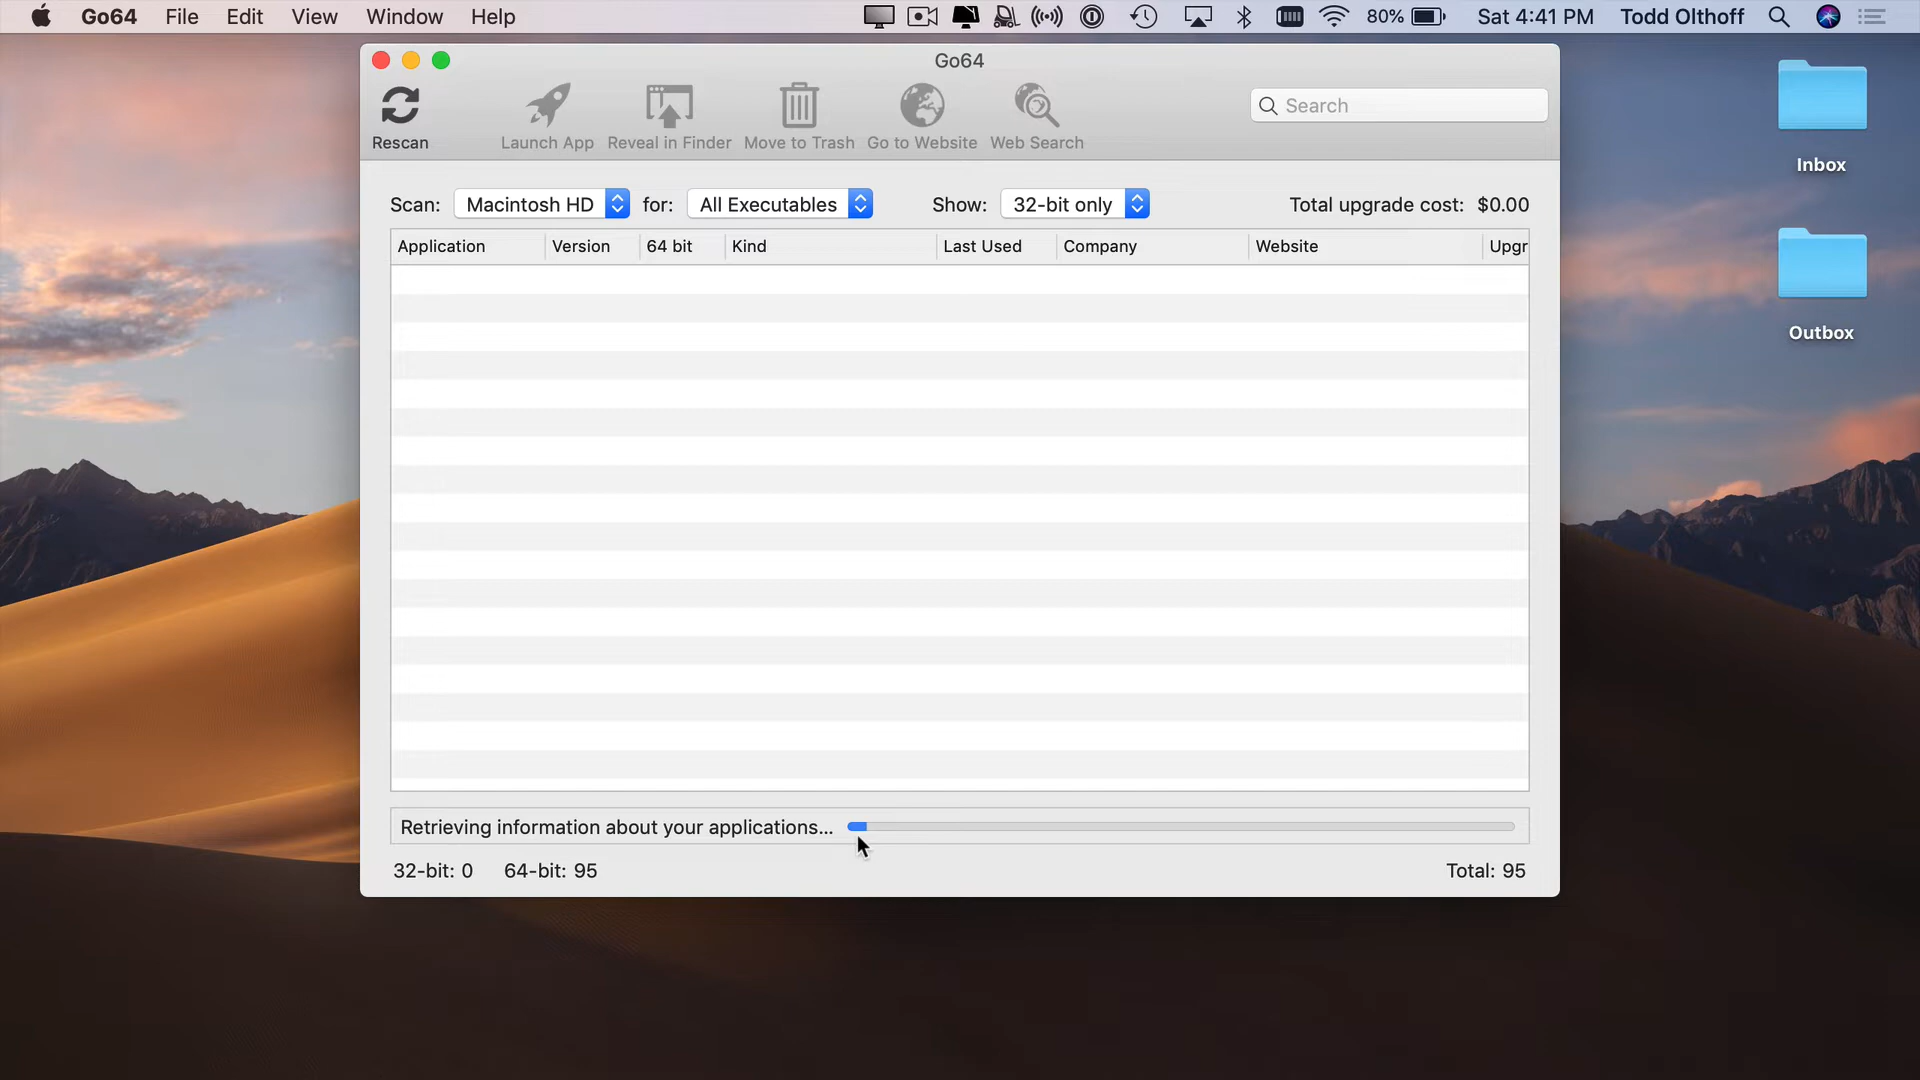 Go64 File Edit View Window Help 80% Sat 4:41 PM Todd Olthoff
Go64
Rescan Launch App Reveal in Finder Move to Trash Go to Website Web Search Search
Scan: Macintosh HD for: All Executables Show: 32-bit only Total upgrade cost: $0.00
Application Version 64 bit Kind Last Used Company Website Upgr
Retrieving information about your applications...
32-bit: 0 64-bit: 95 Total: 95
Inbox
Outbox